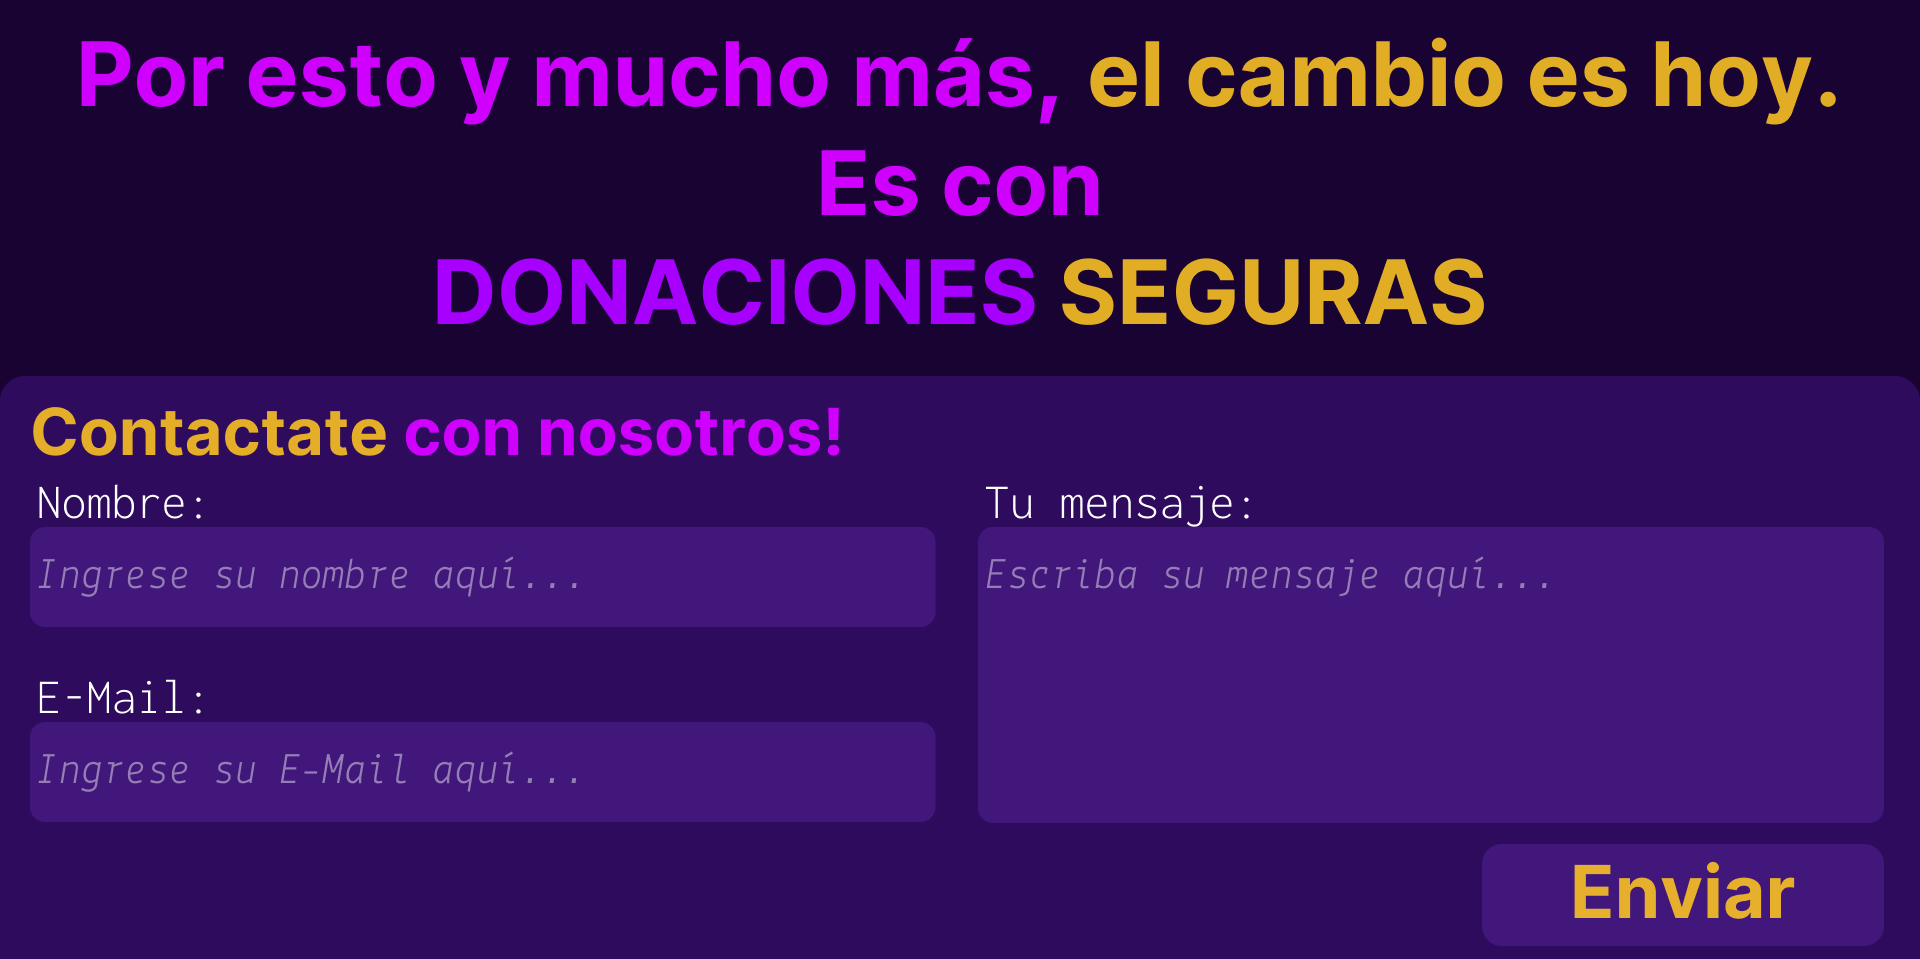 Por esto y mucho más, el cambio es hoy.
Es con
DONACIONES SEGURAS
Contactate con nosotros!
Nombre:
Ingrese su nombre aquí...
E-Mail:
Ingrese su E-Mail aquí...
Tu mensaje:
Escriba su mensaje aquí...
Enviar